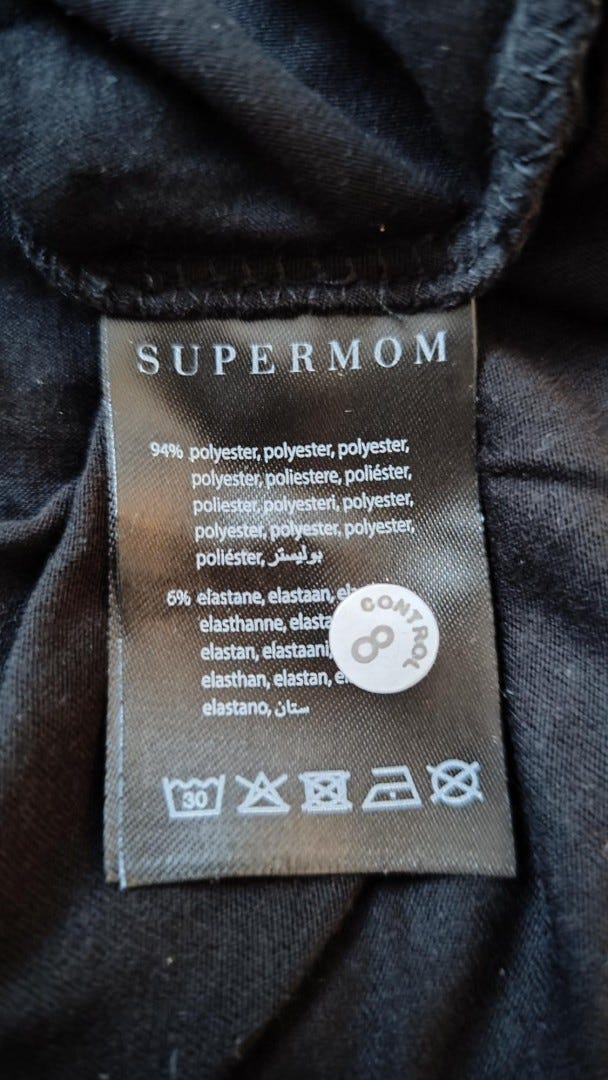 SUPERMOM
94% polyester, polyester, polyester,
polyester, poliestere, poliéster,
poliester, polyesteri, polyester,
polyester, polyester, polyester,
poliéster, بوليستر
6% elastane, elastaan,
elasthanne,
elastan, elastaani,
elasthan, elastan,
elastano, ستان
CONTROL
8
30